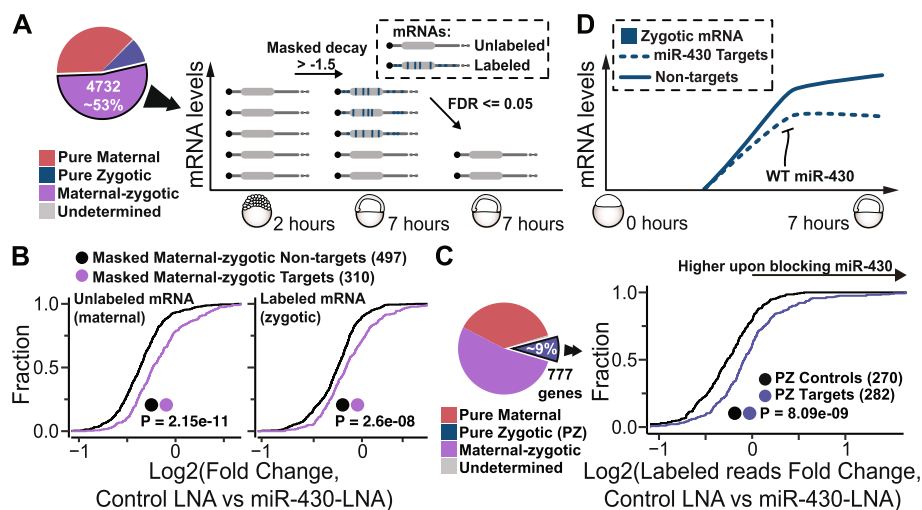 A
4732
~53%
Pure Maternal
Pure Zygotic
Maternal-zygotic
Undetermined
mRNA levels
Masked decay
> -1.5
mRNAs:
Unlabeled
Labeled
FDR <= 0.05
2 hours
7 hours
7 hours
D
mRNA levels
Zygotic mRNA
miR-430 Targets
Non-targets
WT miR-430
0 hours
7 hours
B
Masked Maternal-zygotic Non-targets (497)
Masked Maternal-zygotic Targets (310)
Fraction
1.0
0.5
0.0
Unlabeled mRNA
(maternal)
P = 2.15e-11
−1
0
1
Labeled mRNA
(zygotic)
P = 2.6e-08
−1
0
1
Log2(Fold Change,
Control LNA vs miR-430-LNA)
C
~9%
777
genes
Pure Maternal
Pure Zygotic (PZ)
Maternal-zygotic
Undetermined
Higher upon blocking miR-430
Fraction
1.0
0.5
0.0
PZ Controls (270)
PZ Targets (282)
P = 8.09e-09
−1
0
1
Log2(Labeled reads Fold Change,
Control LNA vs miR-430-LNA)